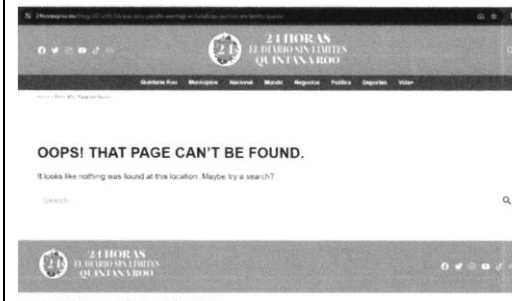 24 HORAS
EL DIARIO SIN LIMITES
QUINTANA ROO
Quintana Roo Municipios Nacional Mundo Negocios Política Deportes Vida+
OOPS! THAT PAGE CAN'T BE FOUND.
It looks like nothing was found at this location. Maybe try a search?
Search
24 HORAS
EL DIARIO SIN LIMITES
QUINTANA ROO